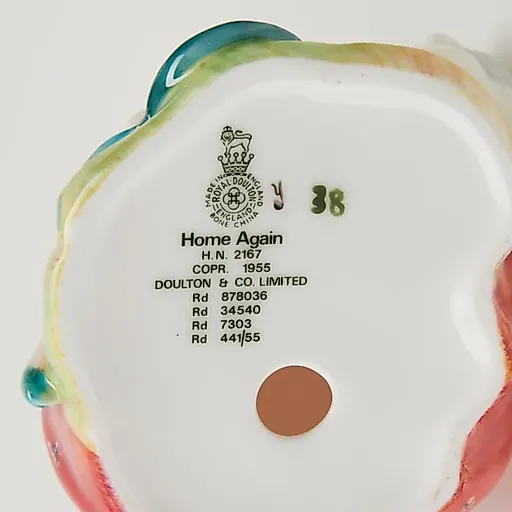 MADE IN ENGLAND
ROYAL DOULTON
ENGLAND
BONE CHINA
y 38
Home Again
H.N. 2167
COPR. 1955
DOULTON & CO. LIMITED
Rd 878036
Rd 34540
Rd 7303
Rd 441/55